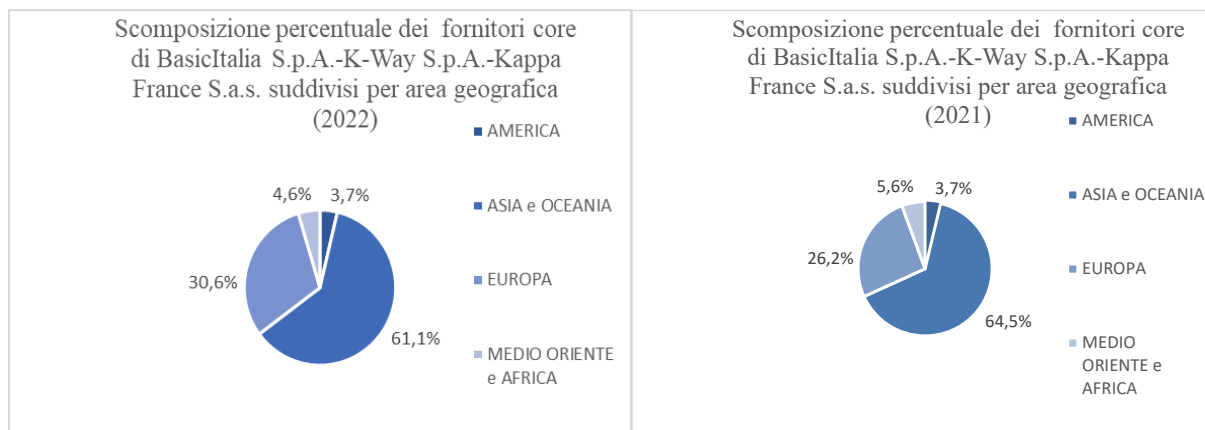 Scomposizione percentuale dei fornitori core
di BasicItalia S.p.A.-K-Way S.p.A.-Kappa
France S.a.s. suddivisi per area geografica
(2022)
AMERICA
ASIA e OCEANIA
EUROPA
MEDIO ORIENTE
e AFRICA
4,6%
3,7%
30,6%
61,1%
Scomposizione percentuale dei fornitori core
di BasicItalia S.p.A.-K-Way S.p.A.-Kappa
France S.a.s. suddivisi per area geografica
(2021)
AMERICA
ASIA e OCEANIA
EUROPA
MEDIO
ORIENTE e
AFRICA
5,6%
3,7%
26,2%
64,5%